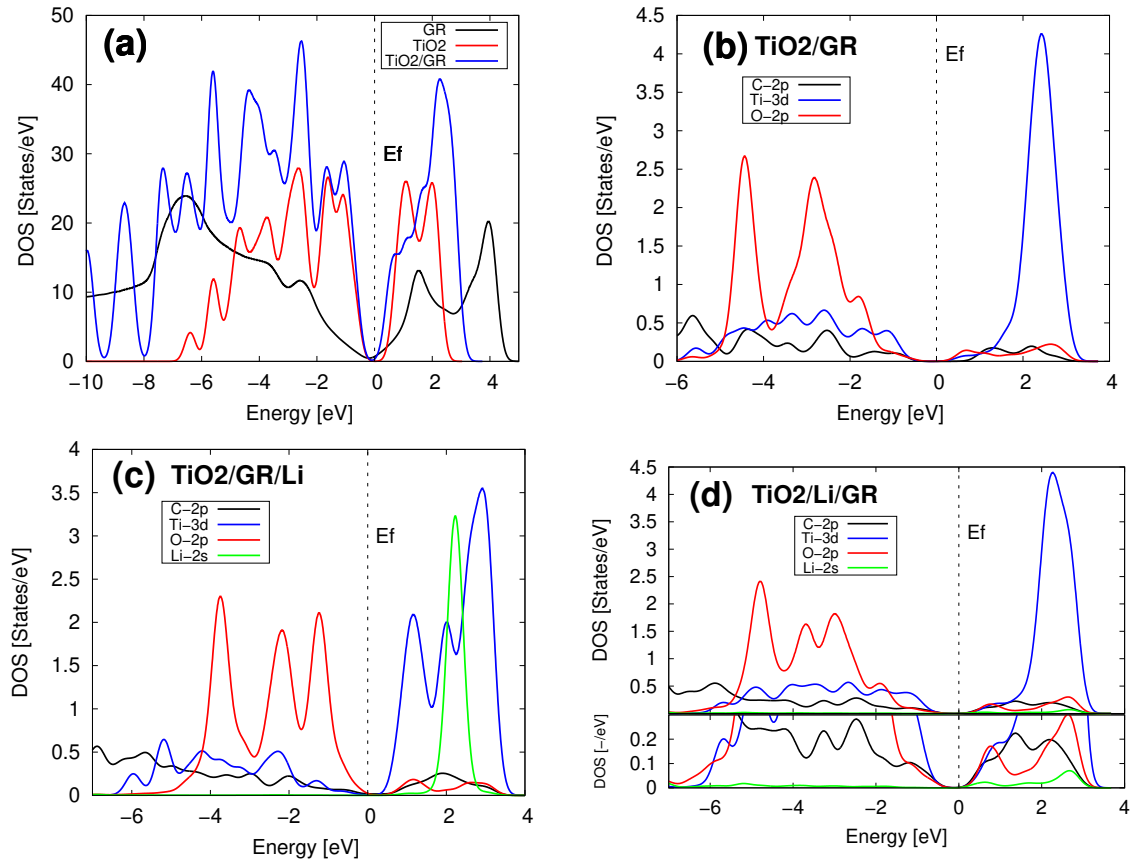 (a)
GR
TiO2
TiO2/GR
Ef
DOS [States/eV]
50
40
30
20
10
0
−10 −8 −6 −4 −2 0 2 4
Energy [eV]
(b) TiO2/GR
Ef
C−2p
Ti−3d
O−2p
DOS [States/eV]
4.5
4
3.5
3
2.5
2
1.5
1
0.5
0
−6 −4 −2 0 2 4
Energy [eV]
(c) TiO2/GR/Li
C−2p
Ti−3d
O−2p
Li−2s
Ef
DOS [States/eV]
4
3.5
3
2.5
2
1.5
1
0.5
0
−6 −4 −2 0 2 4
Energy [eV]
(d) TiO2/Li/GR
C−2p
Ti−3d
O−2p
Li−2s
Ef
DOS [States/eV]
4.5
4
3.5
3
2.5
2
1.5
1
0.5
DOS [−/eV]
0.2
0.1
0
−6 −4 −2 0 2 4
Energy [eV]